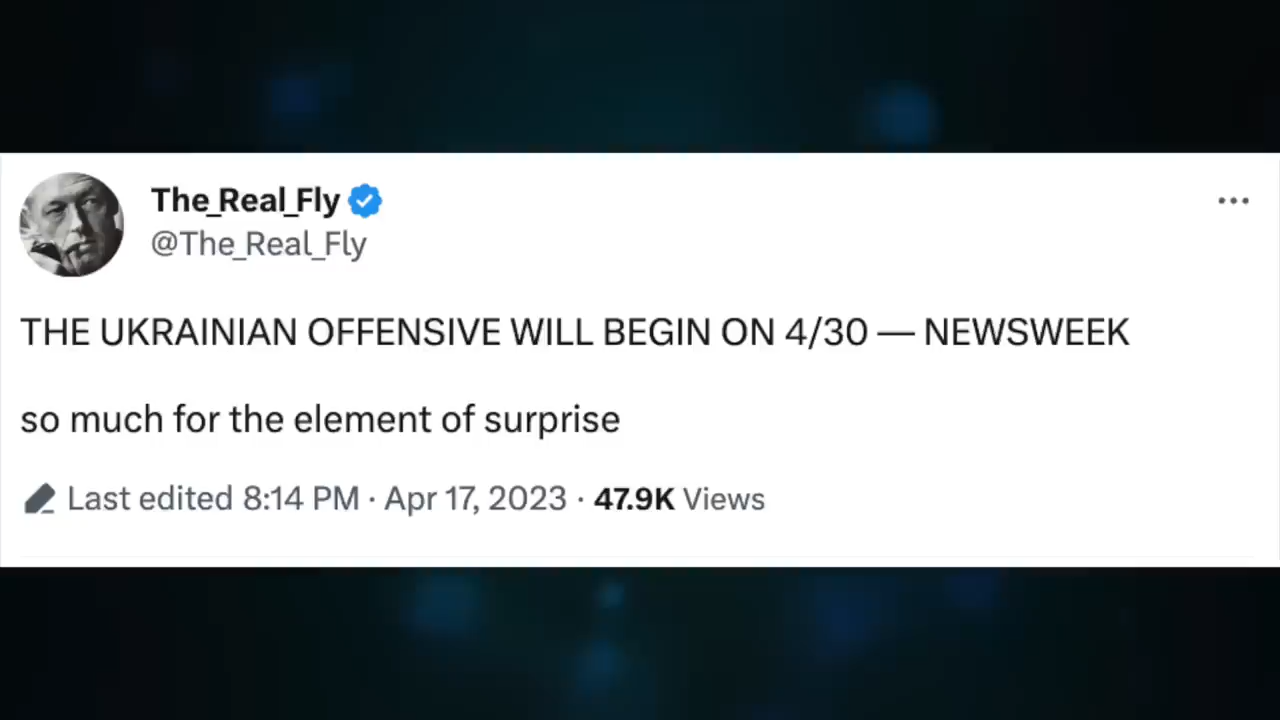 The_Real_Fly
@The_Real_Fly
THE UKRAINIAN OFFENSIVE WILL BEGIN ON 4/30 — NEWSWEEK
so much for the element of surprise
Last edited 8:14 PM · Apr 17, 2023 · 47.9K Views